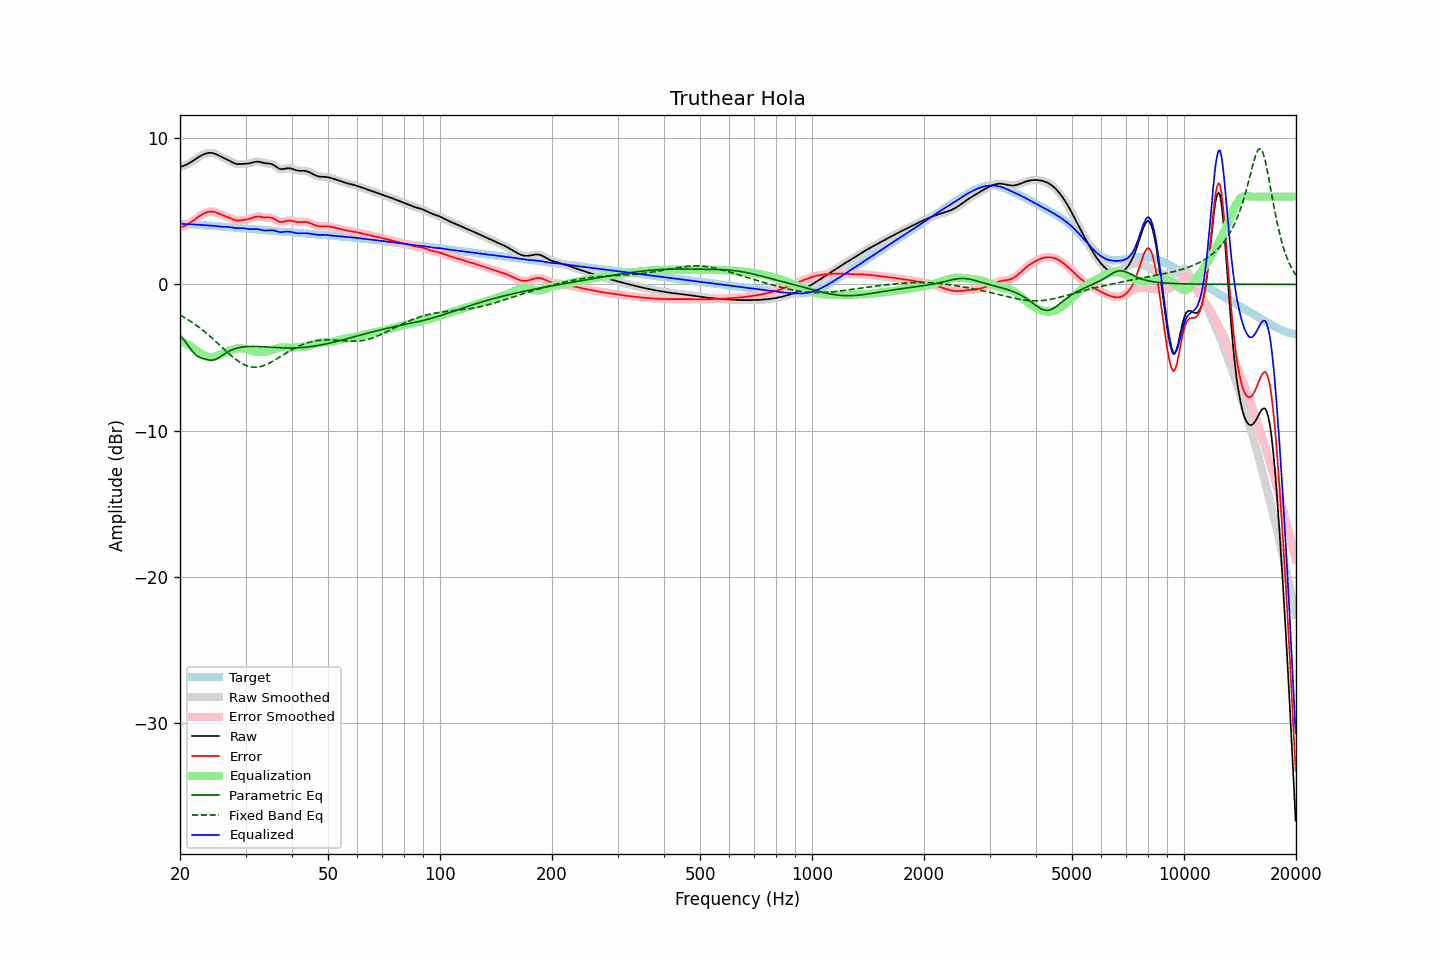 Truthear Hola
10
0
−10
−20
−30
Amplitude (dBr)
Target
Raw Smoothed
Error Smoothed
Raw
Error
Equalization
Parametric Eq
Fixed Band Eq
Equalized
20 50 100 200 500 1000 2000 5000 10000 20000
Frequency (Hz)